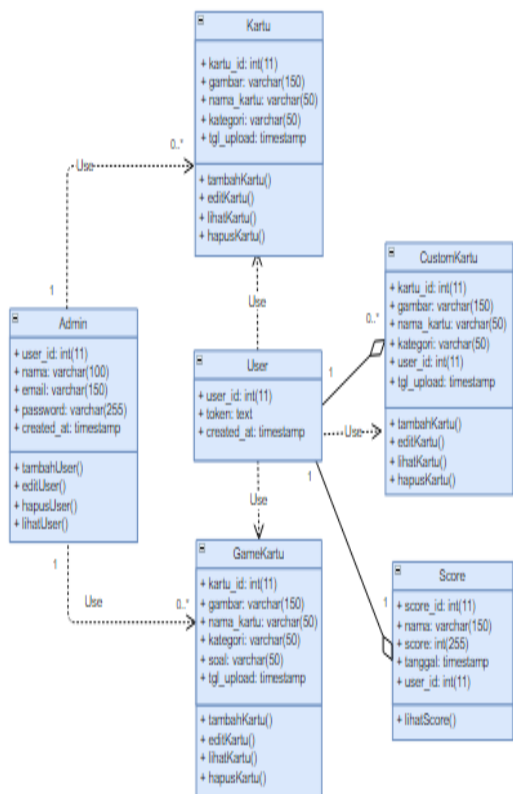 Kartu
+ kartu_id: int(11)
+ gambar: varchar(150)
+ nama_kartu: varchar(50)
+ kategori: varchar(50)
+ tgl_upload: timestamp
+ tambahKartu()
+ editKartu()
+ lihatKartu()
+ hapusKartu()
0..*
Use
1
Use
Admin
+ user_id: int(11)
+ nama: varchar(100)
+ email: varchar(150)
+ password: varchar(255)
+ created_at: timestamp
+ tambahUser()
+ editUser()
+ hapusUser()
+ lihatUser()
User
+ user_id: int(11)
+ token: text
+ created_at: timestamp
CustomKartu
+ kartu_id: int(11)
+ gambar: varchar(150)
+ nama_kartu: varchar(50)
+ kategori: varchar(50)
+ user_id: int(11)
+ tgl_upload: timestamp
+ tambahKartu()
+ editKartu()
+ lihatKartu()
+ hapusKartu()
0..*
1
Use
1
Use
1
Use
0..*
GameKartu
+ kartu_id: int(11)
+ gambar: varchar(150)
+ nama_kartu: varchar(50)
+ kategori: varchar(50)
+ soal: varchar(50)
+ tgl_upload: timestamp
+ tambahKartu()
+ editKartu()
+ lihatKartu()
+ hapusKartu()
1
Score
+ score_id: int(11)
+ nama: varchar(150)
+ score: int(255)
+ tanggal: timestamp
+ user_id: int(11)
+ lihatScore()